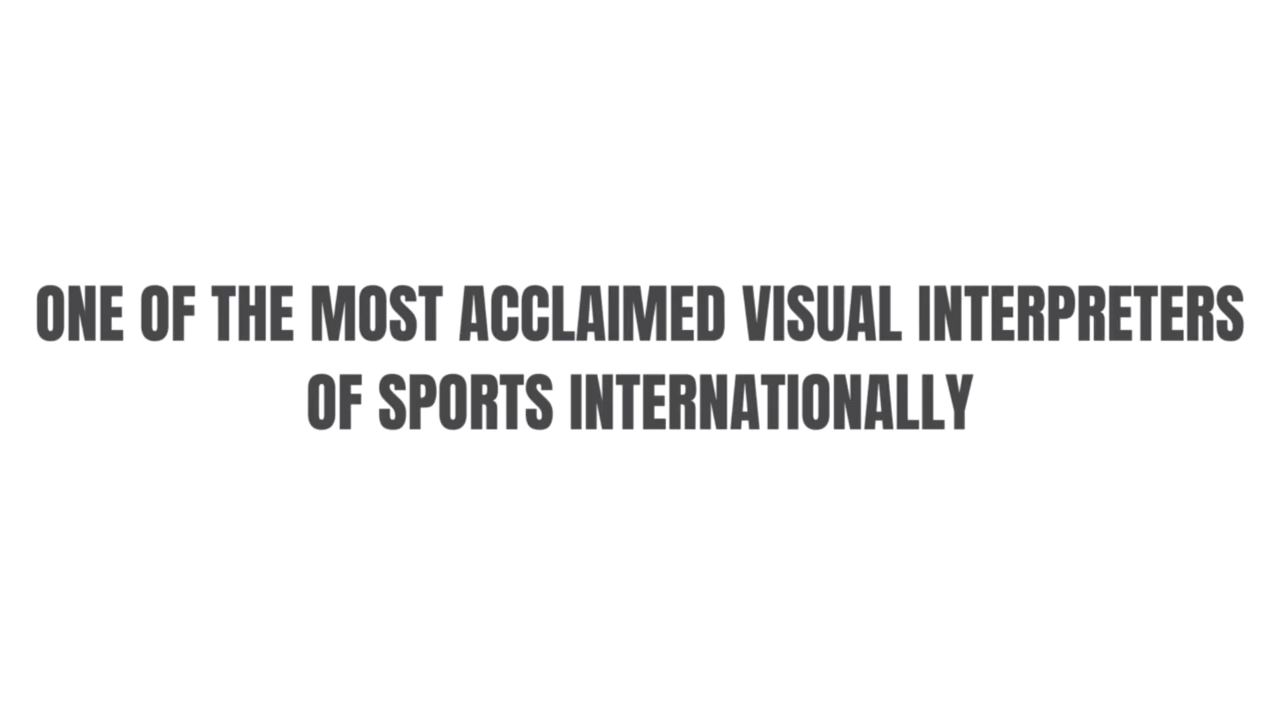 ONE OF THE MOST ACCLAIMED VISUAL INTERPRETERS
OF SPORTS INTERNATIONALLY